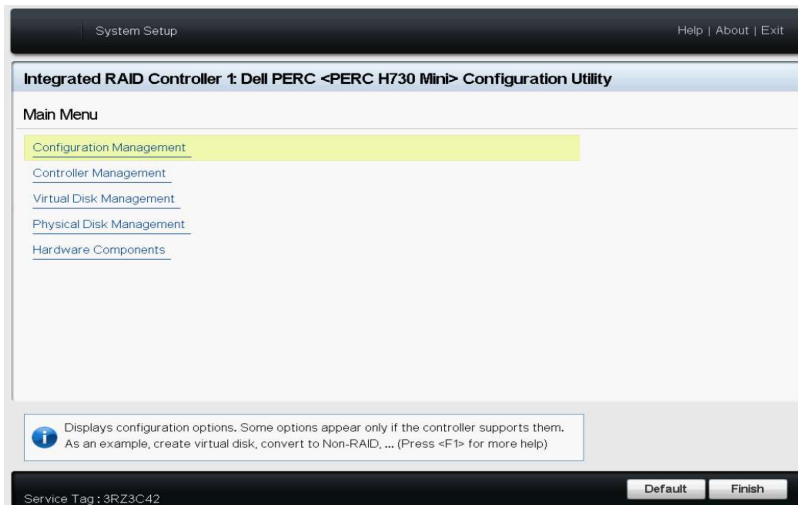 System Setup
Help | About | Exit
Integrated RAID Controller 1: Dell PERC <PERC H730 Mini> Configuration Utility
Main Menu
Configuration Management
Controller Management
Virtual Disk Management
Physical Disk Management
Hardware Components
Displays configuration options. Some options appear only if the controller supports them.
As an example, create virtual disk, convert to Non-RAID, ... (Press <F1> for more help)
Service Tag : 3RZ3C42
Default
Finish